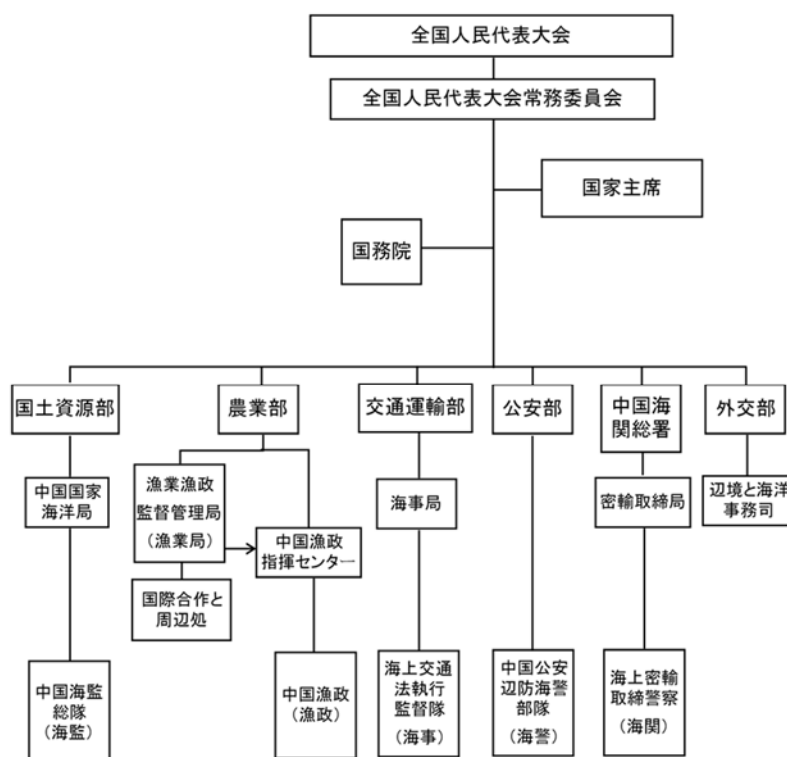 全国人民代表大会
全国人民代表大会常務委員会
国家主席
国務院
国土資源部
農業部
交通運輸部
公安部
中国海
関総署
外交部
中国国家
海洋局
漁業漁政
監督管理局
(漁業局)
中国漁政
指揮センター
海事局
密輸取締局
辺境と海洋
事務司
国際合作と
周辺処
中国海監
総隊
(海監)
中国漁政
(漁政)
海上交通
法執行
監督隊
(海事)
中国公安
辺防海警
部隊
(海警)
海上密輸
取締警察
(海関)